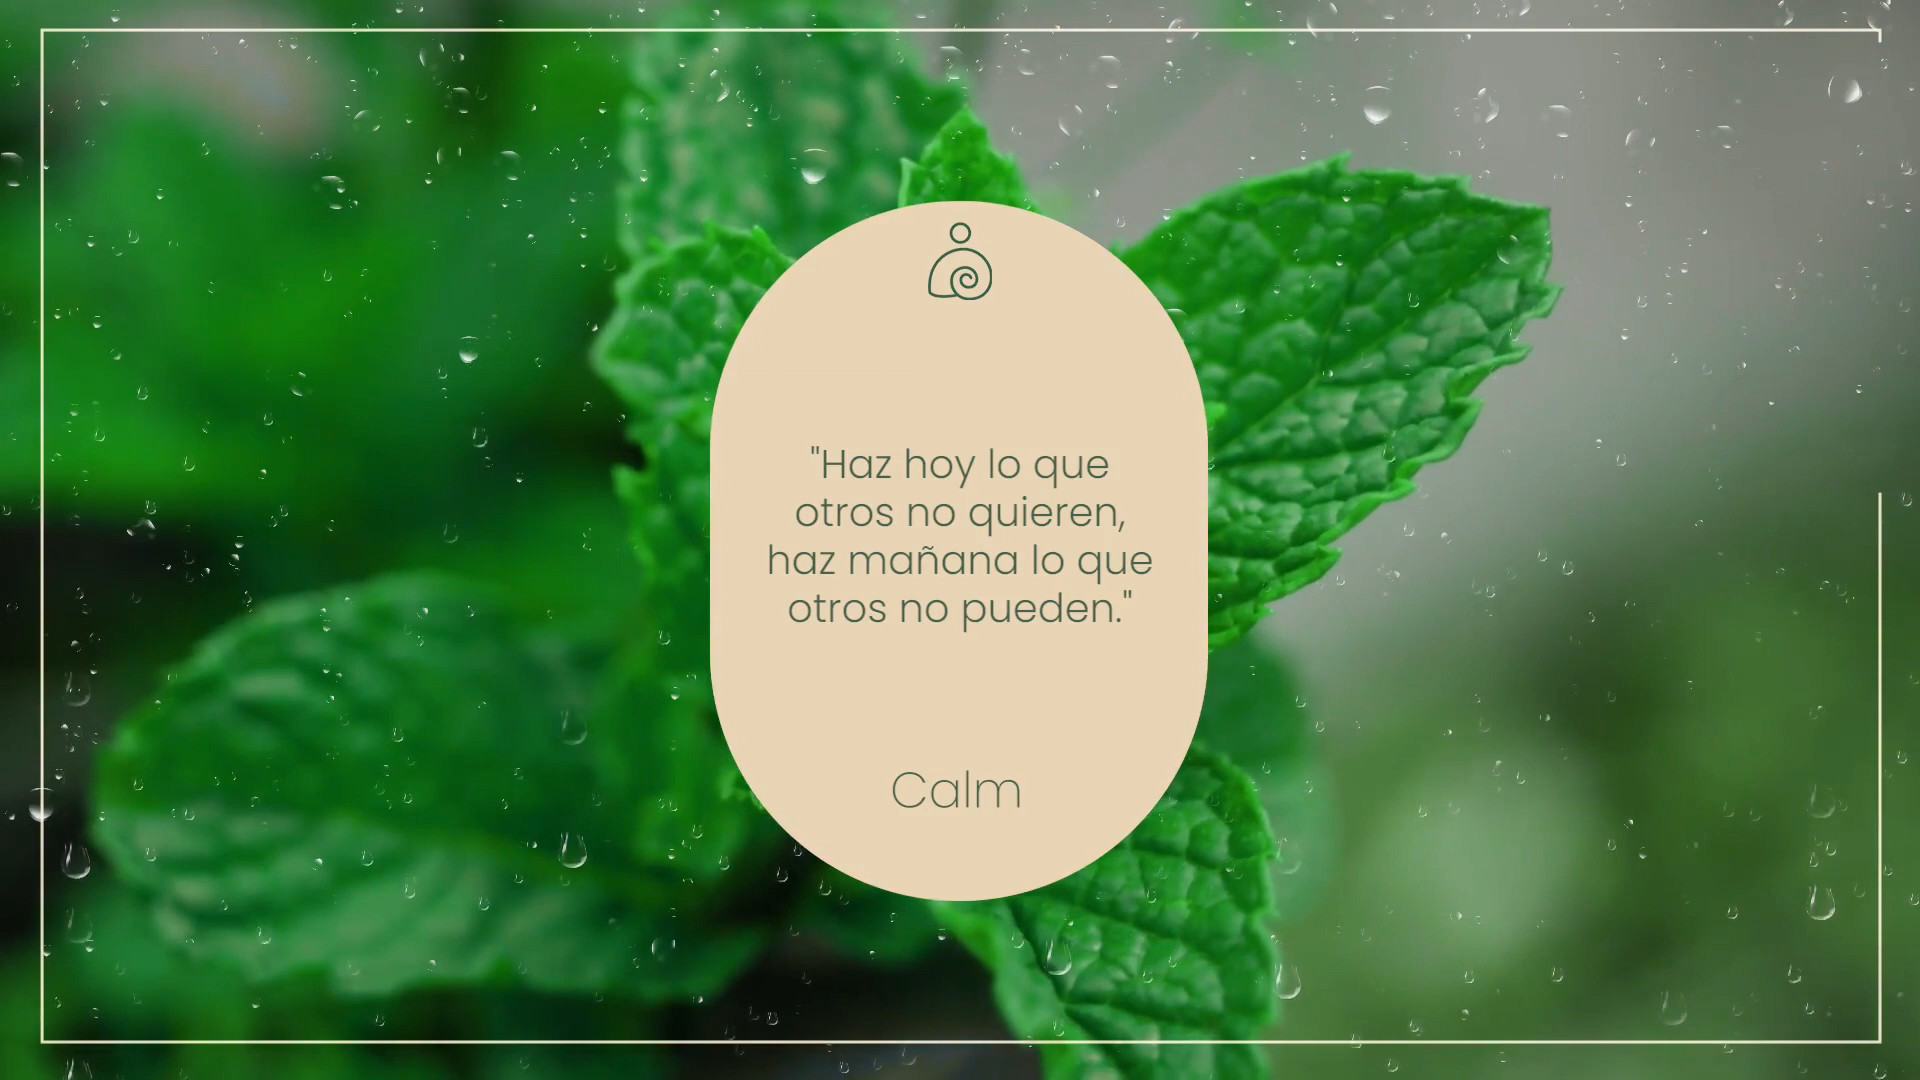 "Haz hoy lo que
otros no quieren,
haz mañana lo que
otros no pueden."
Calm